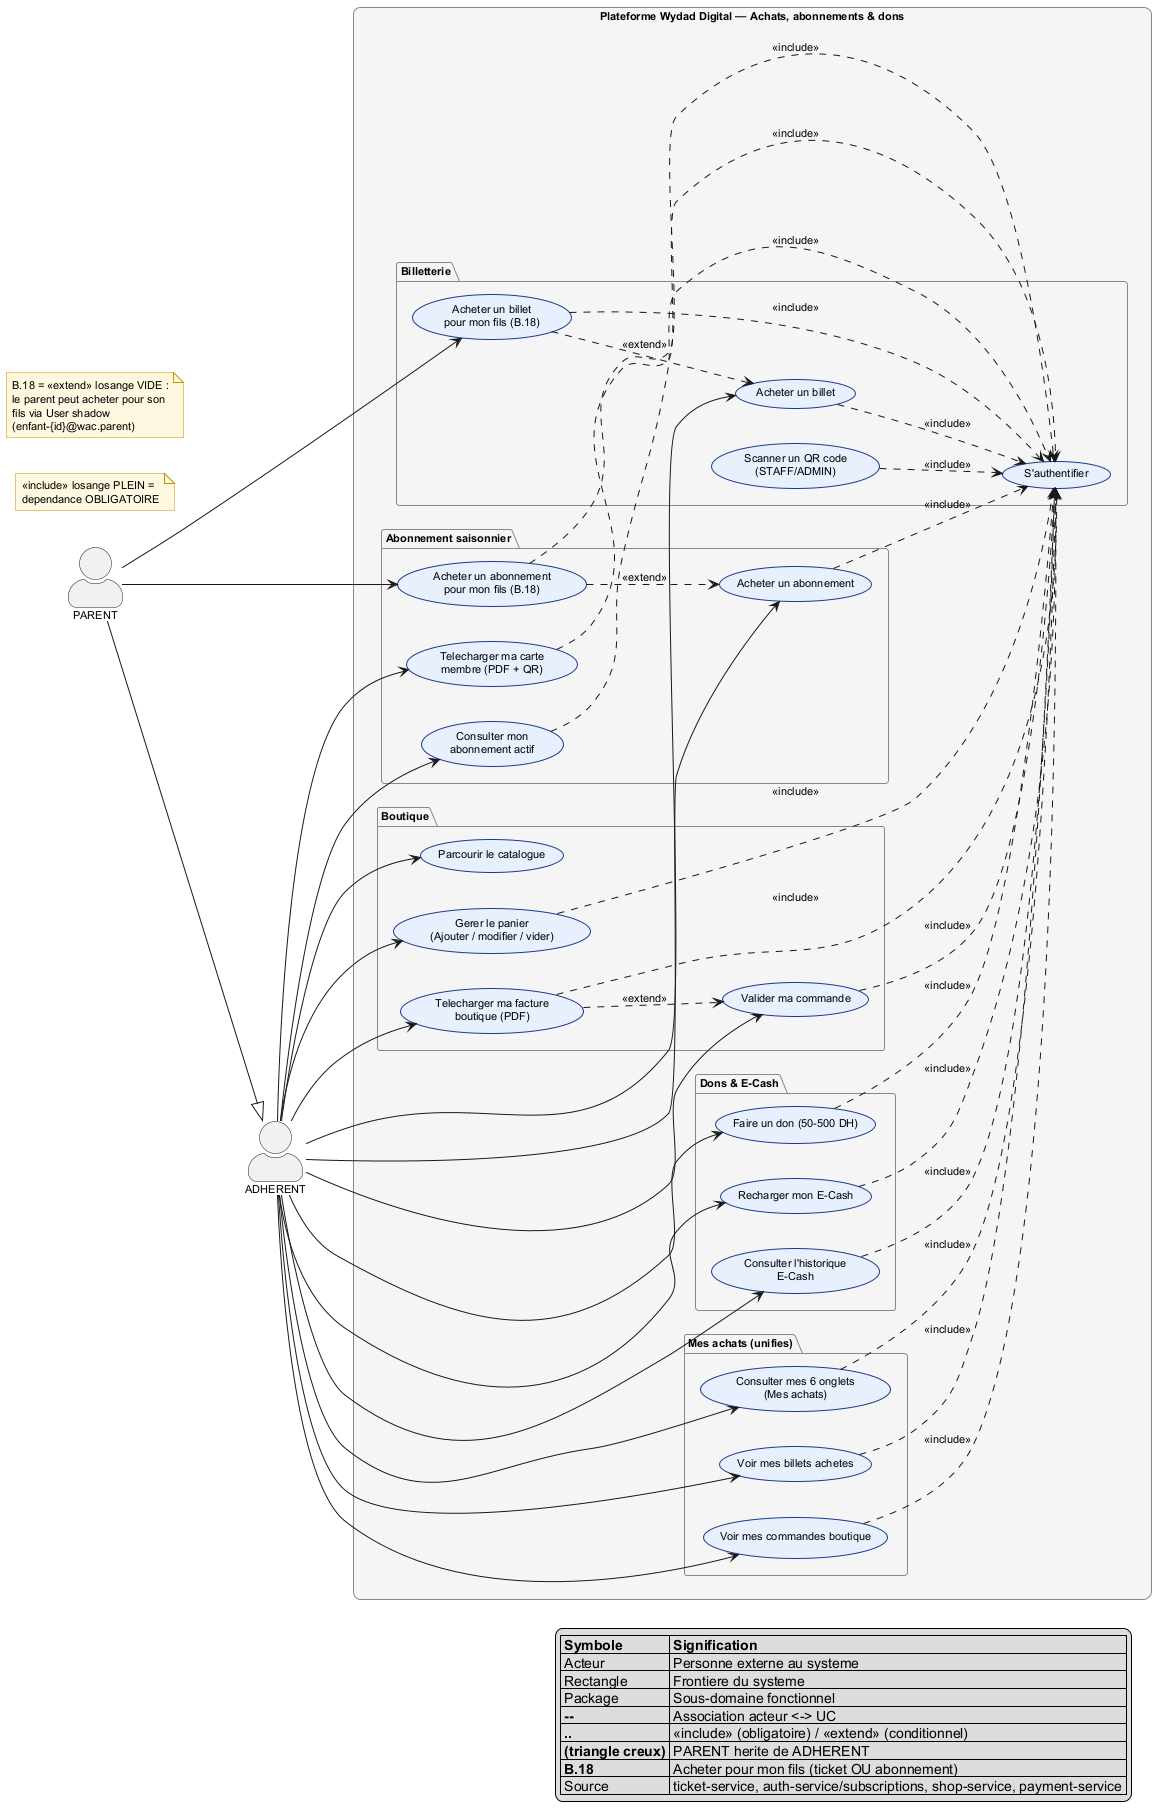 Plateforme Wydad Digital — Achats, abonnements & dons
«include»
«include»
«include»
Billetterie
Acheter un billet
pour mon fils (B.18)
«include»
«extend»
Acheter un billet
«include»
Scanner un QR code
(STAFF/ADMIN)
«include»
S'authentifier
«include»
B.18 = «extend» losange VIDE :
le parent peut acheter pour son
fils via User shadow
(enfant-{id}@wac.parent)
«include» losange PLEIN =
dependance OBLIGATOIRE
PARENT
Abonnement saisonnier
Acheter un abonnement
pour mon fils (B.18)
«extend»
Acheter un abonnement
Telecharger ma carte
membre (PDF + QR)
Consulter mon
abonnement actif
«include»
Boutique
Parcourir le catalogue
Gerer le panier
(Ajouter / modifier / vider)
«include»
«include»
Telecharger ma facture
boutique (PDF)
«extend»
Valider ma commande
«include»
Dons & E-Cash
«include»
Faire un don (50-500 DH)
«include»
Recharger mon E-Cash
«include»
Consulter l'historique
E-Cash
ADHERENT
«include»
Mes achats (unifies)
Consulter mes 6 onglets
(Mes achats)
«include»
Voir mes billets achetes
«include»
Voir mes commandes boutique
Symbole Signification
Acteur Personne externe au systeme
Rectangle Frontiere du systeme
Package Sous-domaine fonctionnel
-- Association acteur <-> UC
.. «include» (obligatoire) / «extend» (conditionnel)
(triangle creux) PARENT herite de ADHERENT
B.18 Acheter pour mon fils (ticket OU abonnement)
Source ticket-service, auth-service/subscriptions, shop-service, payment-service